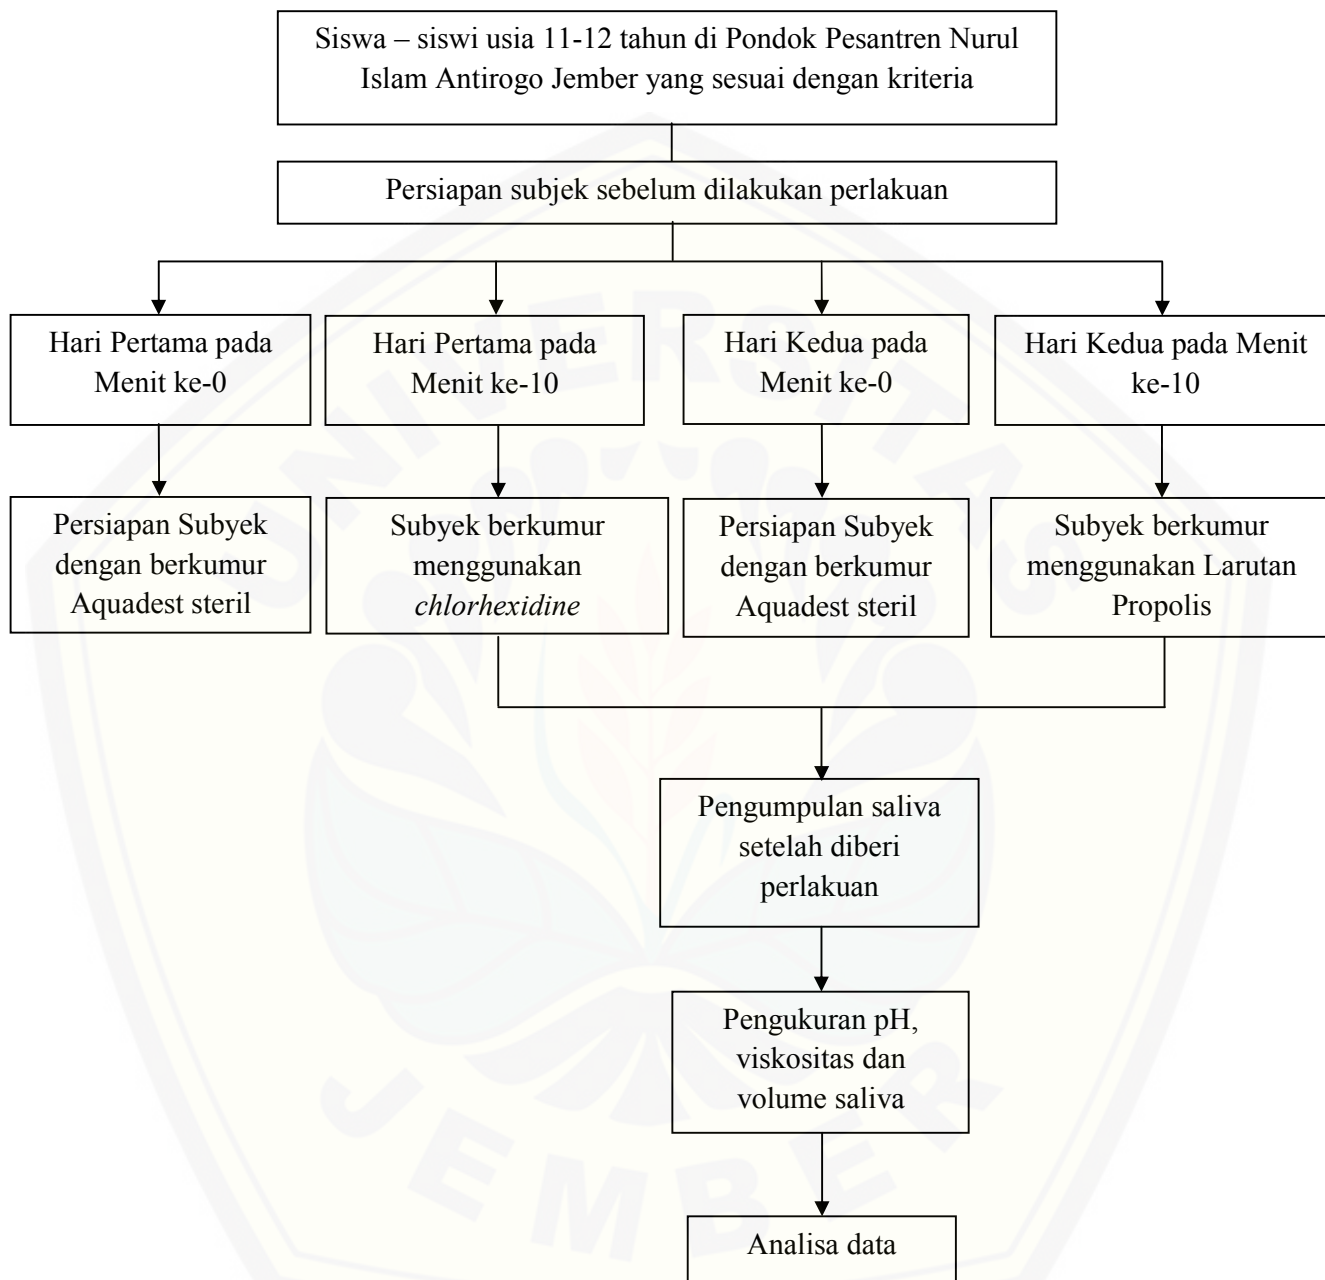 Siswa – siswi usia 11-12 tahun di Pondok Pesantren Nurul
Islam Antirogo Jember yang sesuai dengan kriteria
Persiapan subjek sebelum dilakukan perlakuan
Hari Pertama pada
Menit ke-0
Hari Pertama pada
Menit ke-10
Hari Kedua pada
Menit ke-0
Hari Kedua pada Menit
ke-10
Persiapan Subyek
dengan berkumur
Aquadest steril
Subyek berkumur
menggunakan
chlorhexidine
Persiapan Subyek
dengan berkumur
Aquadest steril
Subyek berkumur
menggunakan Larutan
Propolis
Pengumpulan saliva
setelah diberi
perlakuan
Pengukuran pH,
viskositas dan
volume saliva
Analisa data
UNIVERSITAS
JEMBER